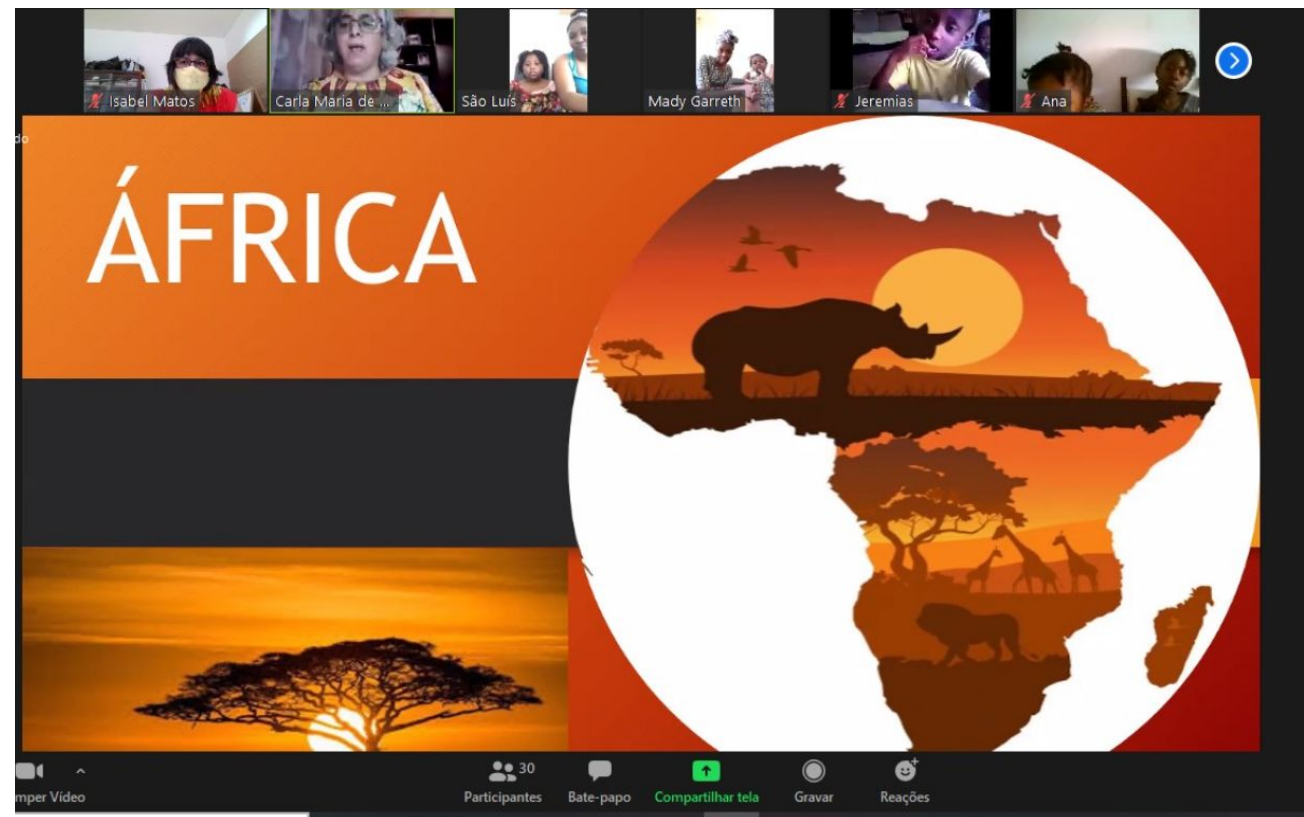 Isabel Matos
Carla Maria de ...
São Luís
Mady Garreth
Jeremias
Ana
do
ÁFRICA
30
mper Vídeo
Participantes
Bate-papo
Compartilhar tela
Gravar
Reações